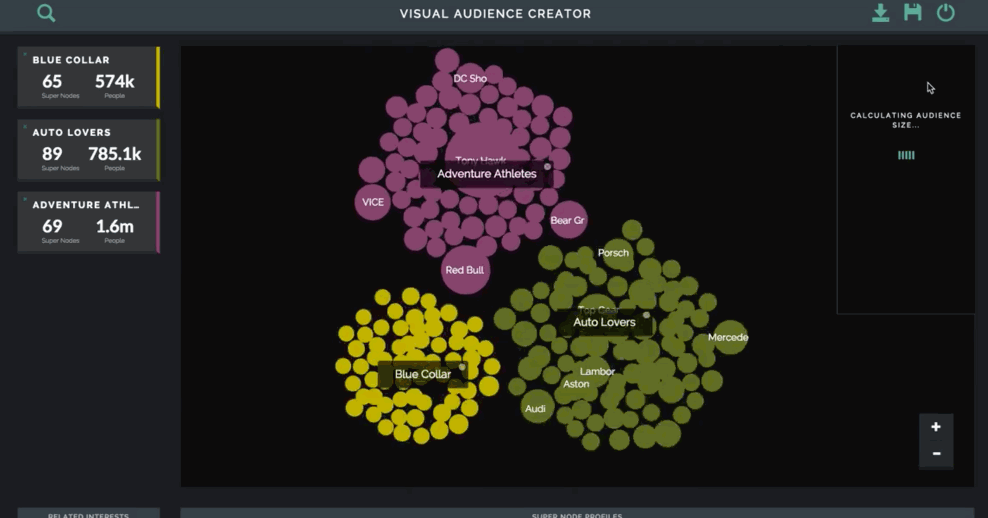 VISUAL AUDIENCE CREATOR
BLUE COLLAR
65 574k
Super Nodes People
AUTO LOVERS
89 785.1k
Super Nodes People
ADVENTURE ATHL...
69 1.6m
Super Nodes People
DC Sho
Tony Hawk
Adventure Athletes
VICE
Bear Gr
Red Bull
Porsch
Top Gear
Auto Lovers
Mercede
Lambor
Aston
Audi
Blue Collar
CALCULATING AUDIENCE
SIZE...
+
-
RELATED INTERESTS
SUPER NODE PROFILES